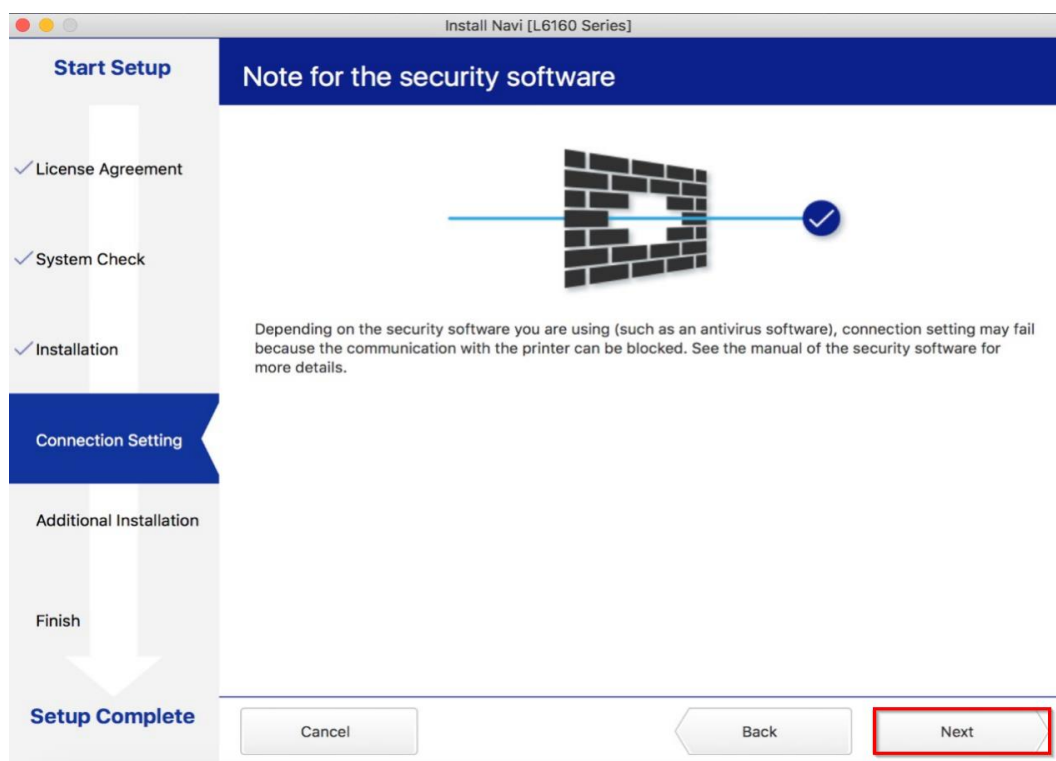 Install Navi [L6160 Series]
Start Setup
Note for the security software
License Agreement
System Check
Installation
Depending on the security software you are using (such as an antivirus software), connection setting may fail
because the communication with the printer can be blocked. See the manual of the security software for
more details.
Connection Setting
Additional Installation
Finish
Setup Complete
Cancel
Back
Next